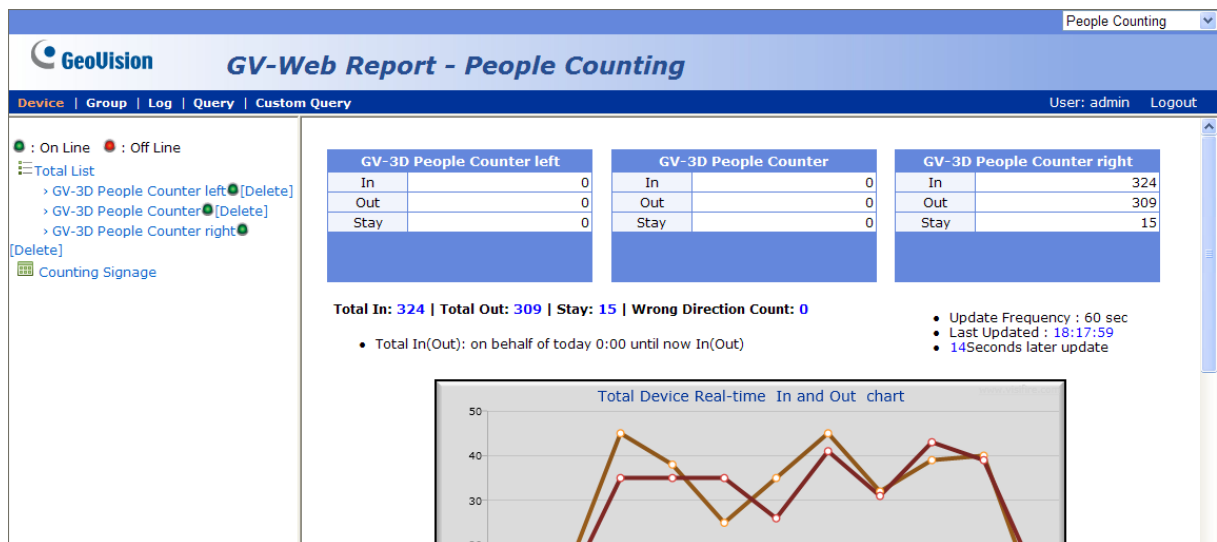 People Counting
GeoVision
GV-Web Report - People Counting
Device | Group | Log | Query | Custom Query
User: admin Logout
: On Line : Off Line
Total List
› GV-3D People Counter left[Delete]
› GV-3D People Counter[Delete]
› GV-3D People Counter right
[Delete]
Counting Signage
GV-3D People Counter left
In 0
Out 0
Stay 0
GV-3D People Counter
In 0
Out 0
Stay 0
GV-3D People Counter right
In 324
Out 309
Stay 15
Total In: 324 | Total Out: 309 | Stay: 15 | Wrong Direction Count: 0
• Total In(Out): on behalf of today 0:00 until now In(Out)
• Update Frequency : 60 sec
• Last Updated : 18:17:59
• 14Seconds later update
Total Device Real-time In and Out chart
50
40
30